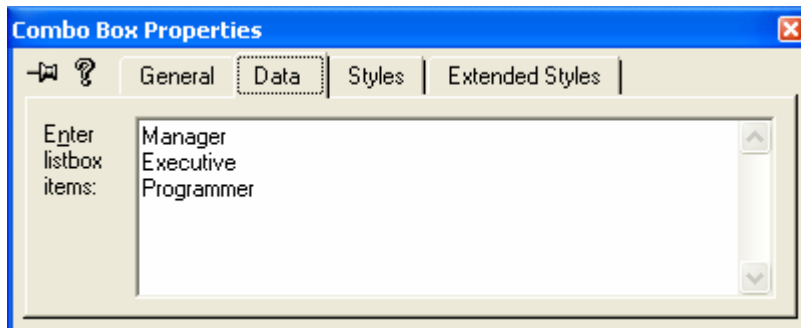 Combo Box Properties
? General Data Styles Extended Styles
Enter
listbox
items:
Manager
Executive
Programmer